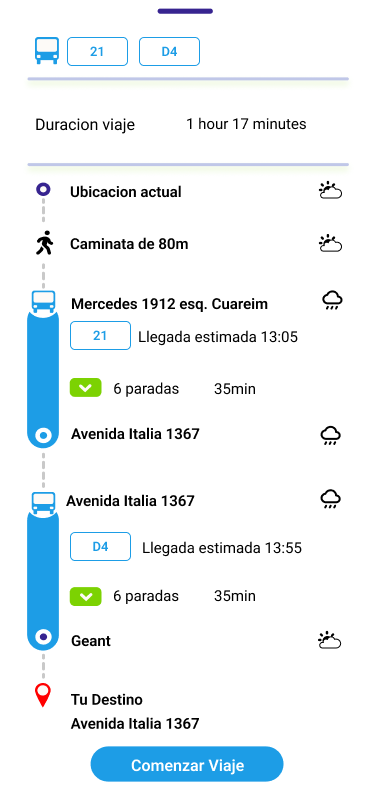 21 D4
Duracion viaje 1 hour 17 minutes
Ubicacion actual
Caminata de 80m
Mercedes 1912 esq. Cuareim
21 Llegada estimada 13:05
6 paradas 35min
Avenida Italia 1367
Avenida Italia 1367
D4 Llegada estimada 13:55
6 paradas 35min
Geant
Tu Destino
Avenida Italia 1367
Comenzar Viaje